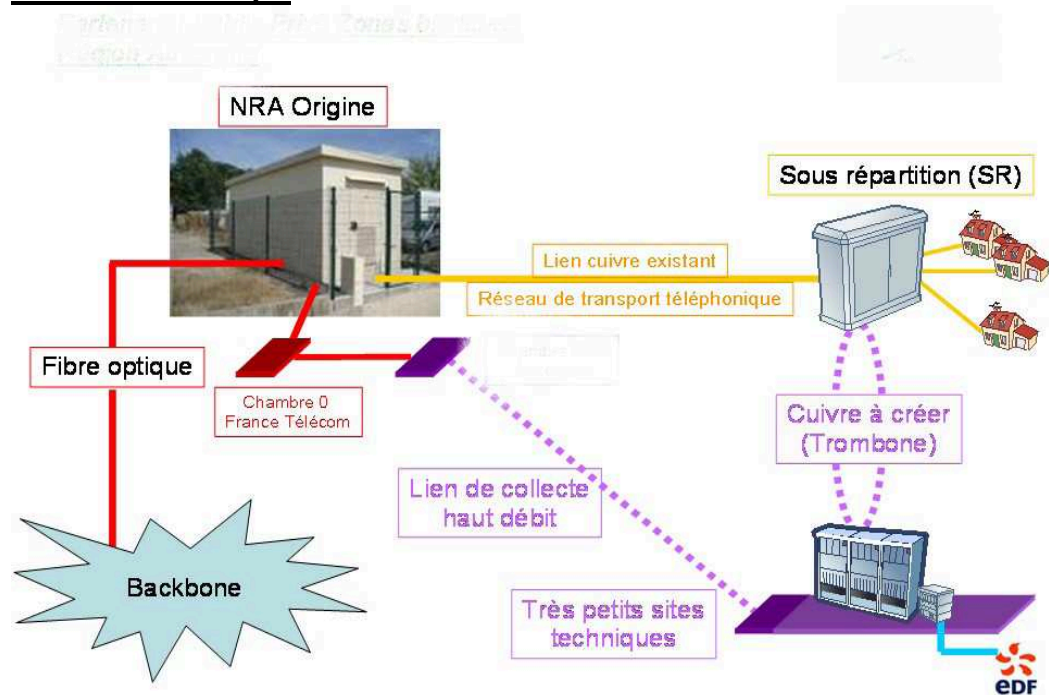 NRA Origine
Sous répartition (SR)
Lien cuivre existant
Réseau de transport téléphonique
Fibre optique
Chambre 0
France Télécom
Cuivre à créer
(Trombone)
Lien de collecte
haut débit
Backbone
Très petits sites
techniques
eDF